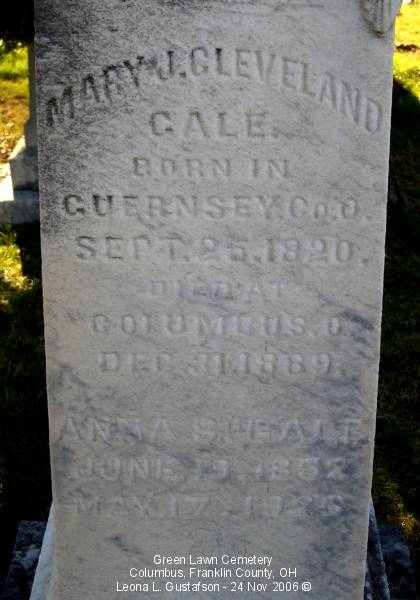 MARY J. CLEVELAND
GALE.
BORN IN
GUERNSEY, Co. O.
SEPT. 25, 1820.
DIED AT
COLUMBUS, O.
DEC. 31, 1889.
ANNA S. GALE
JUNE 19, 1852
MAY 17, 1926
Green Lawn Cemetery
Columbus, Franklin County, OH
Leona L. Gustafson - 24 Nov 2006 ©